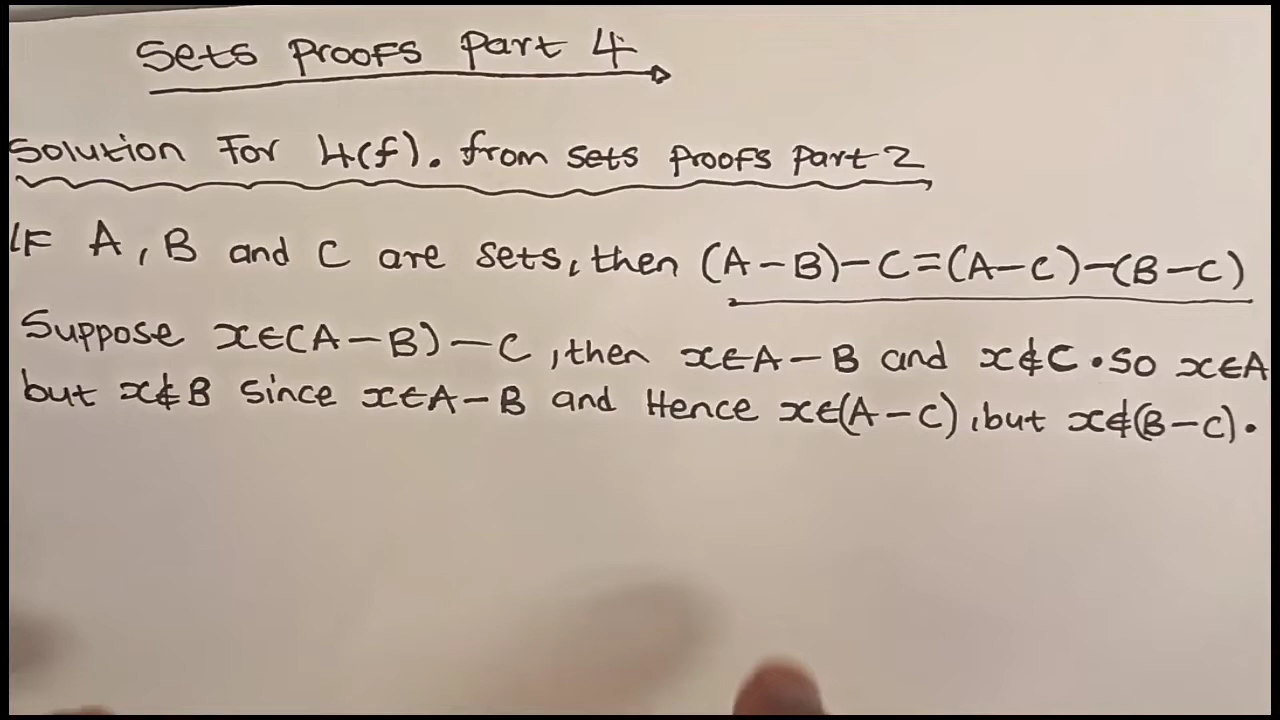 Sets Proofs Part 4
Solution For 4(f). from sets proofs part 2
IF A, B and C are sets, then (A-B)-C=(A-C)-(B-C)
Suppose x∈(A-B)-C, then x∈A-B and x∉C. So x∈A
but x∉B Since x∈A-B and Hence x∈(A-C), but x∉(B-C).